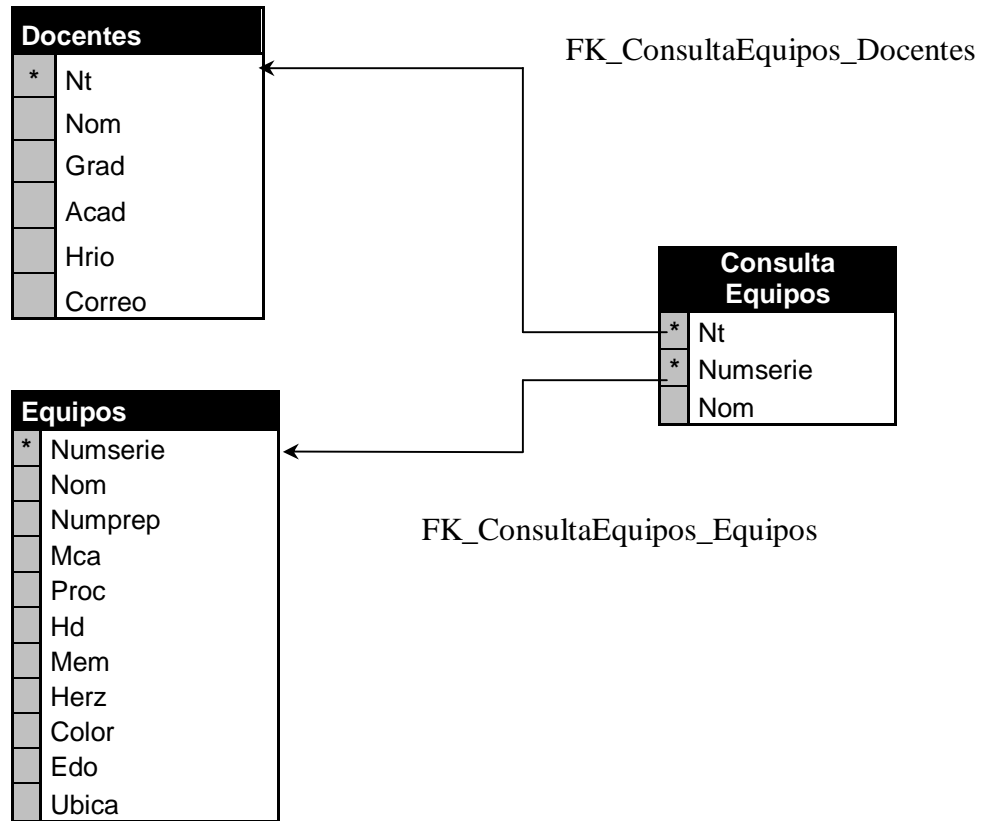 Docentes
* Nt
Nom
Grad
Acad
Hrio
Correo
FK_ConsultaEquipos_Docentes
Consulta
Equipos
* Nt
* Numserie
Nom
Equipos
* Numserie
Nom
Numprep
Mca
Proc
Hd
Mem
Herz
Color
Edo
Ubica
FK_ConsultaEquipos_Equipos